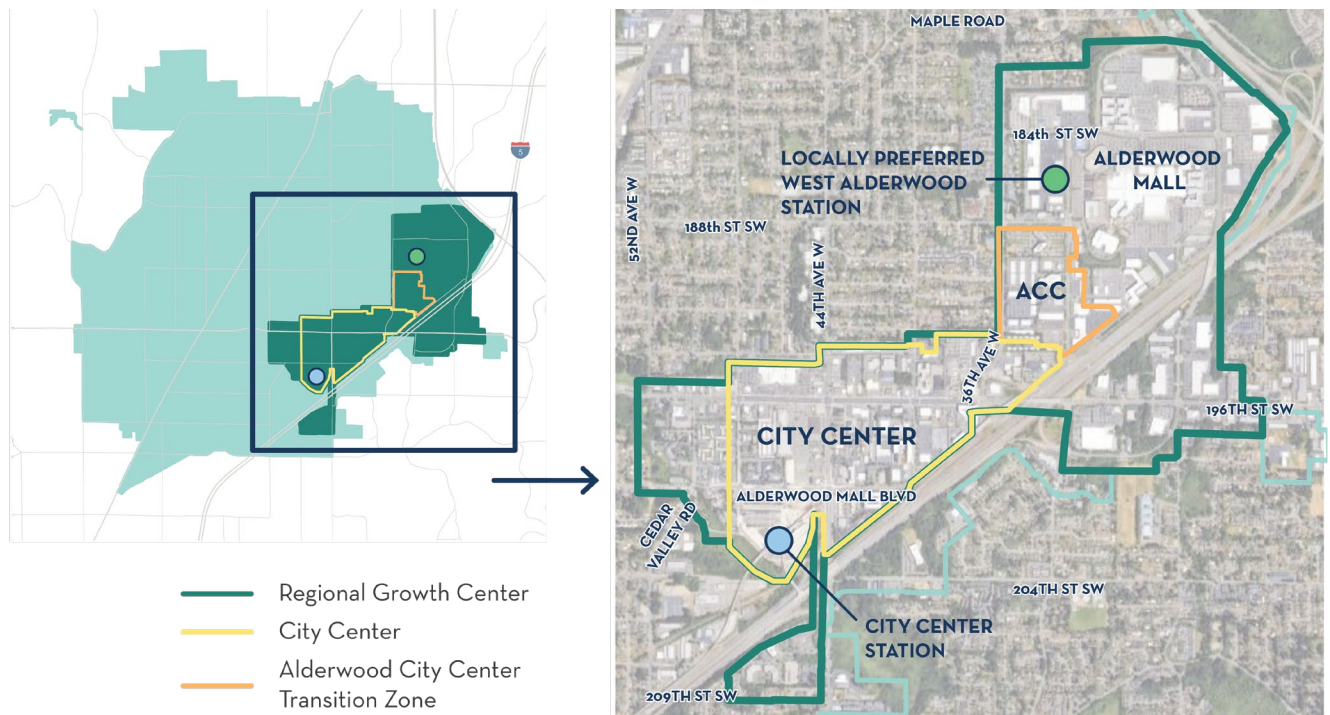 5
Regional Growth Center
City Center
Alderwood City Center
Transition Zone
MAPLE ROAD
184th ST SW
LOCALLY PREFERRED
WEST ALDERWOOD
STATION
ALDERWOOD
MALL
52ND AVE W
188th ST SW
44TH AVE W
ACC
36TH AVE W
196TH ST SW
CITY CENTER
ALDERWOOD MALL BLVD
CEDAR
VALLEY RD
204TH ST SW
CITY CENTER
STATION
209TH ST SW